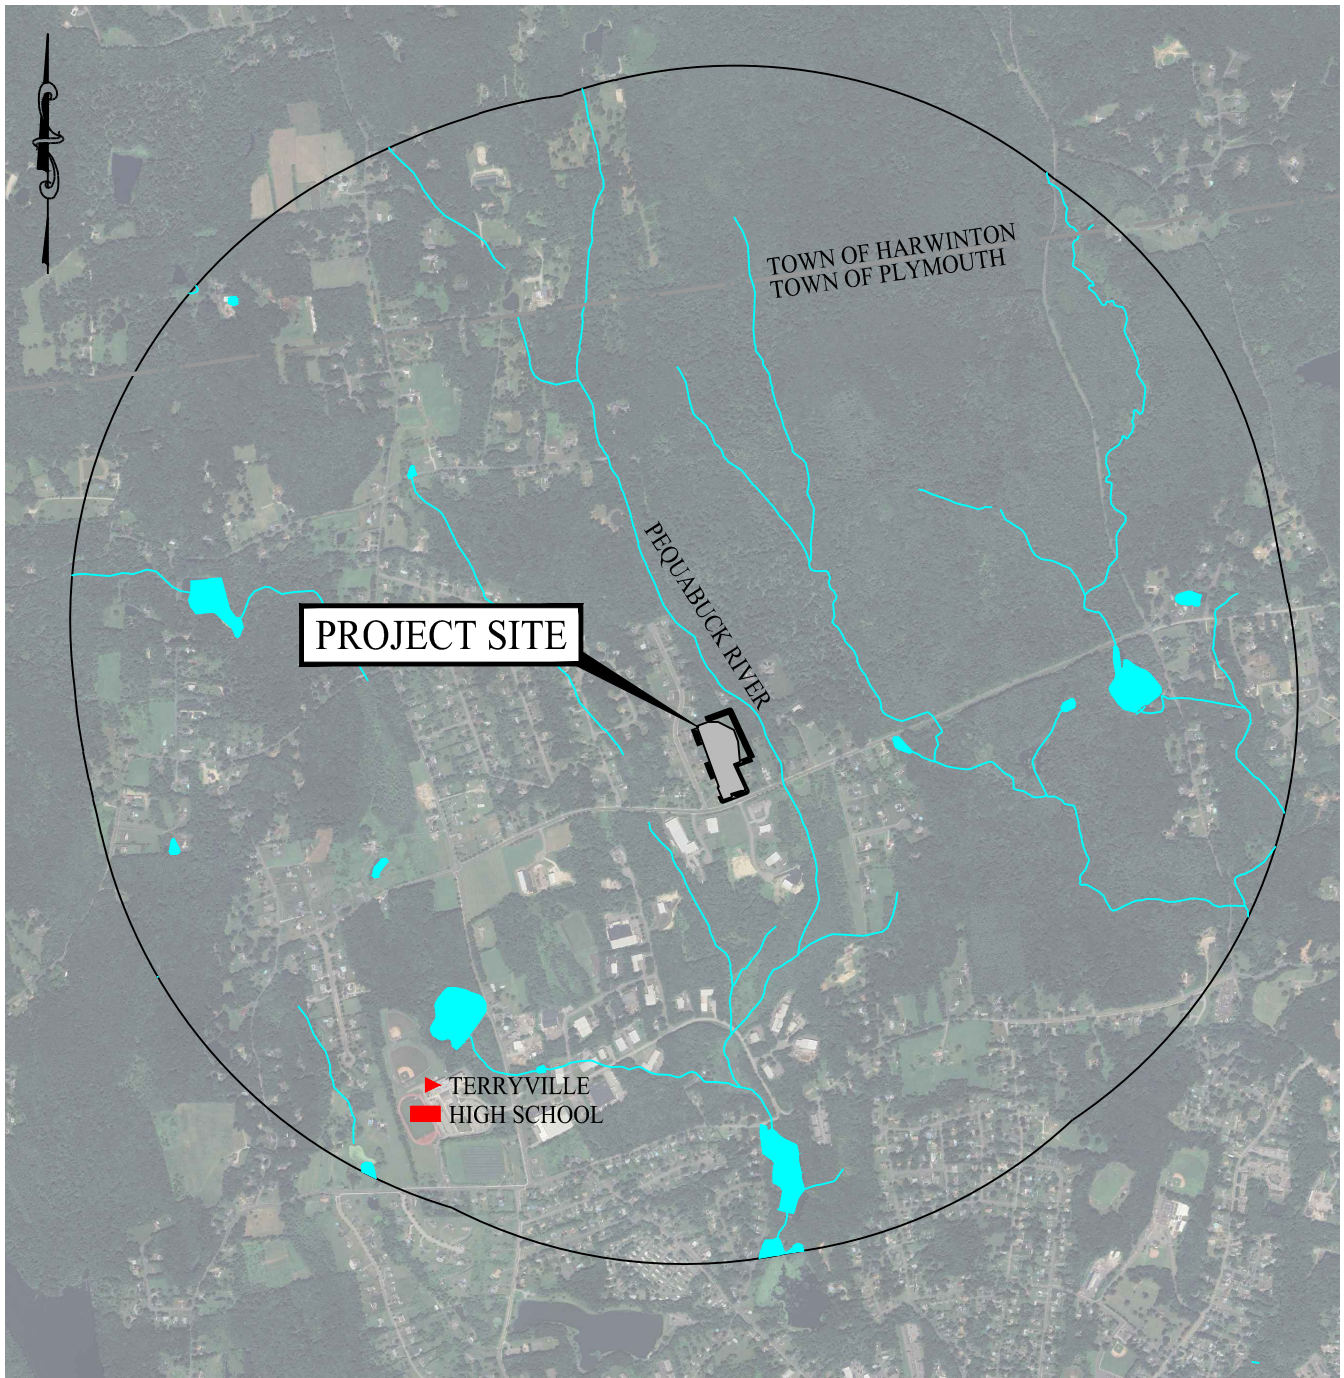 TOWN OF HARWINTON
TOWN OF PLYMOUTH
PEQUABUCK RIVER
PROJECT SITE
TERRYVILLE
HIGH SCHOOL